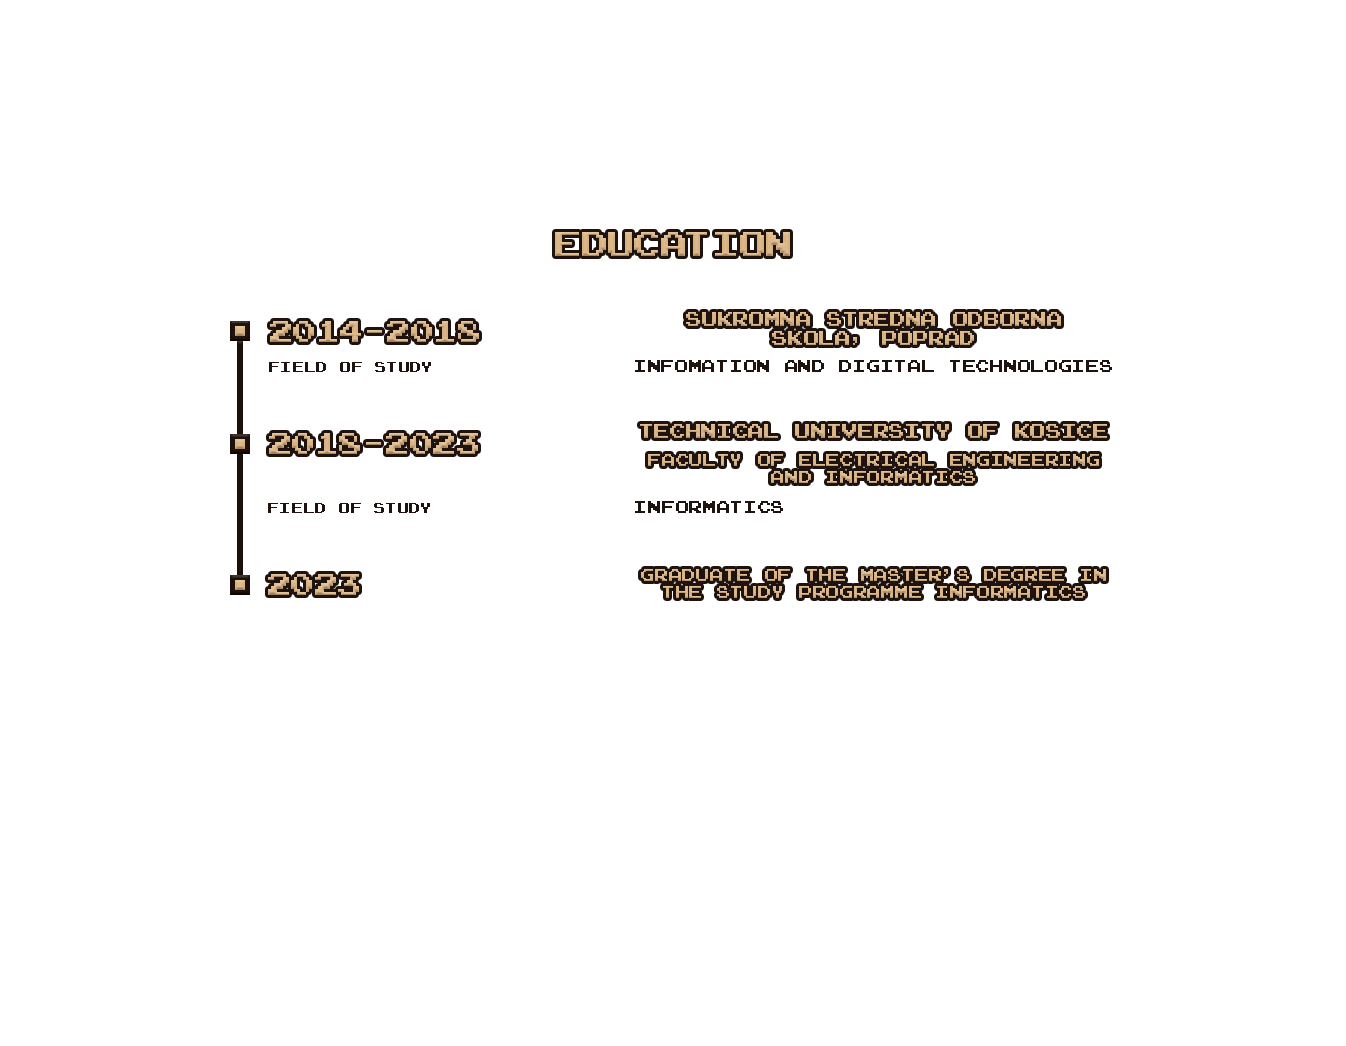 EDUCATION
2014-2018
SUKROMNA STREDNA ODBORNA
SKOLA, POPRAD
FIELD OF STUDY
INFOMATION AND DIGITAL TECHNOLOGIES
2018-2023
TECHNICAL UNIVERSITY OF KOSICE
FACULTY OF ELECTRICAL ENGINEERING
AND INFORMATICS
FIELD OF STUDY
INFORMATICS
2023
GRADUATE OF THE MASTER'S DEGREE IN
THE STUDY PROGRAMME INFORMATICS